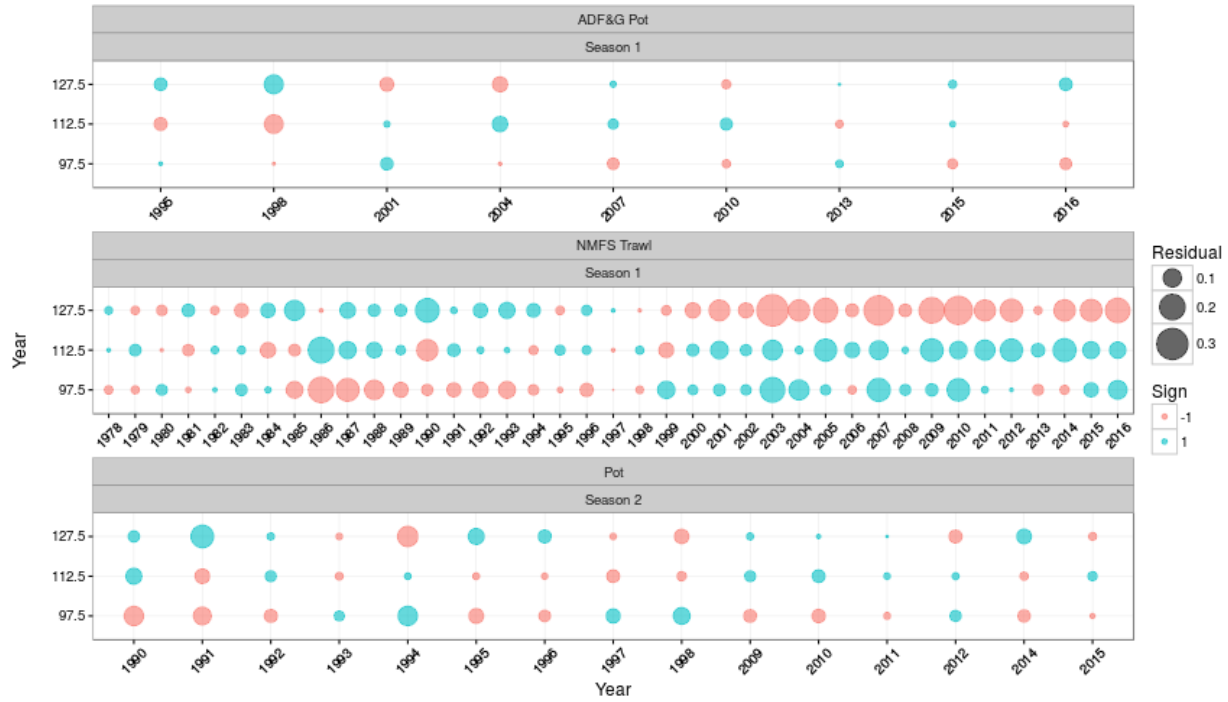 ADF&G Pot
Season 1
127.5
112.5
97.5
1995 1998 2001 2004 2007 2010 2013 2015 2016
NMFS Trawl
Season 1
127.5
112.5
97.5
1978 1979 1980 1981 1982 1983 1984 1985 1986 1987 1988 1989 1990 1991 1992 1993 1994 1995 1996 1997 1998 1999 2000 2001 2002 2003 2004 2005 2006 2007 2008 2009 2010 2011 2012 2013 2014 2015 2016
Pot
Season 2
127.5
112.5
97.5
1990 1991 1992 1993 1994 1995 1996 1997 1998 2009 2010 2011 2012 2014 2015
Year
Year
Residual
0.1
0.2
0.3
Sign
-1
1